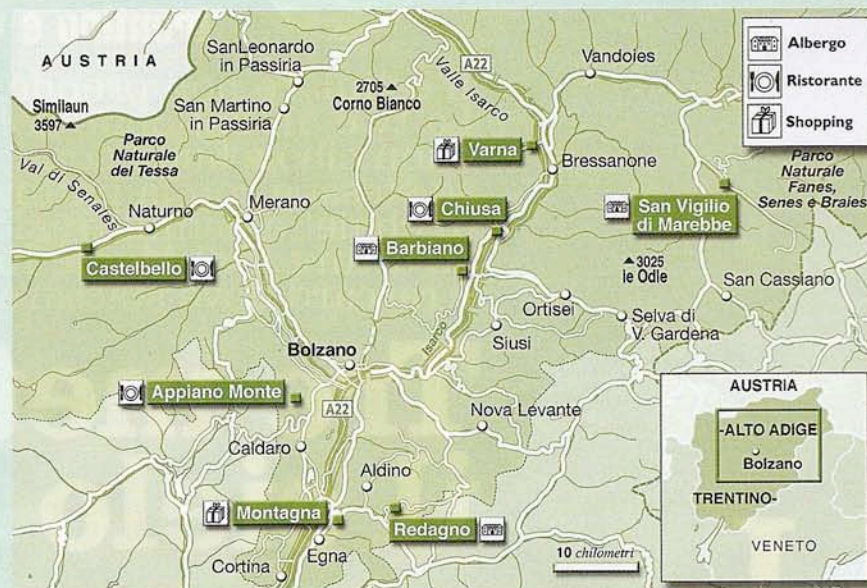 AUSTRIA
San Leonardo
in Passiria
A22
Valle Isarco
Vandoies
Albergo
Ristorante
Shopping
Similaun
3597
2705
Corno Bianco
San Martino
in Passiria
Parco
Naturale
del Tessa
Val di Senales
Varna
Bressanone
Parco
Naturale
Fanes,
Senes e Braies
Naturno
Merano
Chiusa
San Vigilio
di Marebbe
Castelbello
Barbiano
3025
le Odle
San Cassiano
Ortisei
Selva di
V. Gardena
Isarco
Siusi
Bolzano
Appiano Monte
A22
Nova Levante
Caldaro
Aldino
Montagna
Redagno
Egna
Cortina
10 chilometri
AUSTRIA
-ALTO ADIGE
Bolzano
TRENTINO-
VENETO